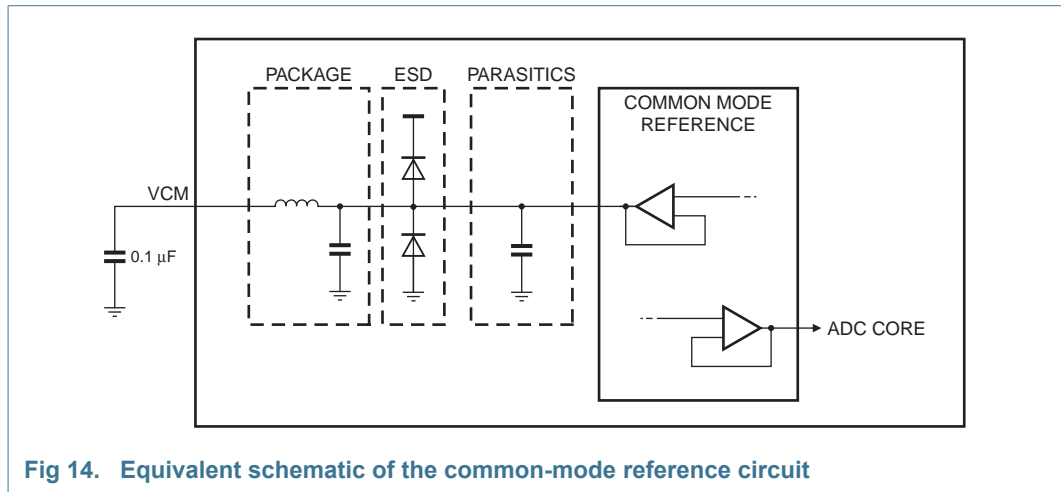 PACKAGE
ESD
PARASITICS
COMMON MODE
REFERENCE
VCM
0.1 μF
ADC CORE
Fig 14. Equivalent schematic of the common-mode reference circuit